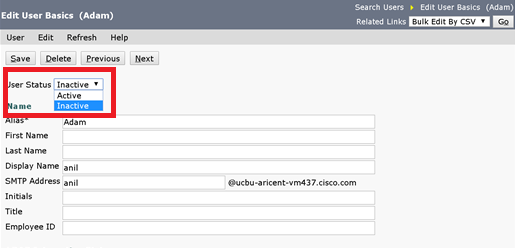 Edit User Basics (Adam)
Search Users ▸ Edit User Basics (Adam)
Related Links Bulk Edit By CSV Go
User Edit Refresh Help
Save Delete Previous Next
User Status Inactive
Active
Inactive
Name
Alias* Adam
First Name
Last Name
Display Name anil
SMTP Address anil @ucbu-aricent-vm437.cisco.com
Initials
Title
Employee ID